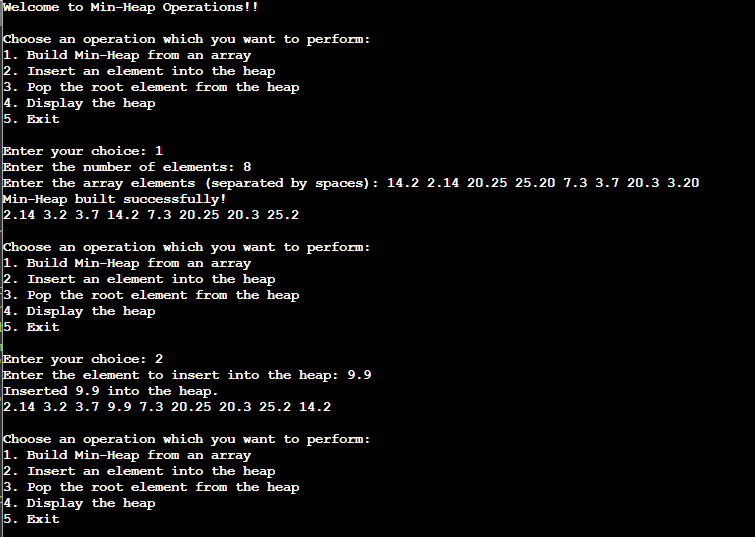 Welcome to Min-Heap Operations!!
Choose an operation which you want to perform:
1. Build Min-Heap from an array
2. Insert an element into the heap
3. Pop the root element from the heap
4. Display the heap
5. Exit
Enter your choice: 1
Enter the number of elements: 8
Enter the array elements (separated by spaces): 14.2 2.14 20.25 25.20 7.3 3.7 20.3 3.20
Min-Heap built successfully!
2.14 3.2 3.7 14.2 7.3 20.25 20.3 25.2
Choose an operation which you want to perform:
1. Build Min-Heap from an array
2. Insert an element into the heap
3. Pop the root element from the heap
4. Display the heap
5. Exit
Enter your choice: 2
Enter the element to insert into the heap: 9.9
Inserted 9.9 into the heap.
2.14 3.2 3.7 9.9 7.3 20.25 20.3 25.2 14.2
Choose an operation which you want to perform:
1. Build Min-Heap from an array
2. Insert an element into the heap
3. Pop the root element from the heap
4. Display the heap
5. Exit